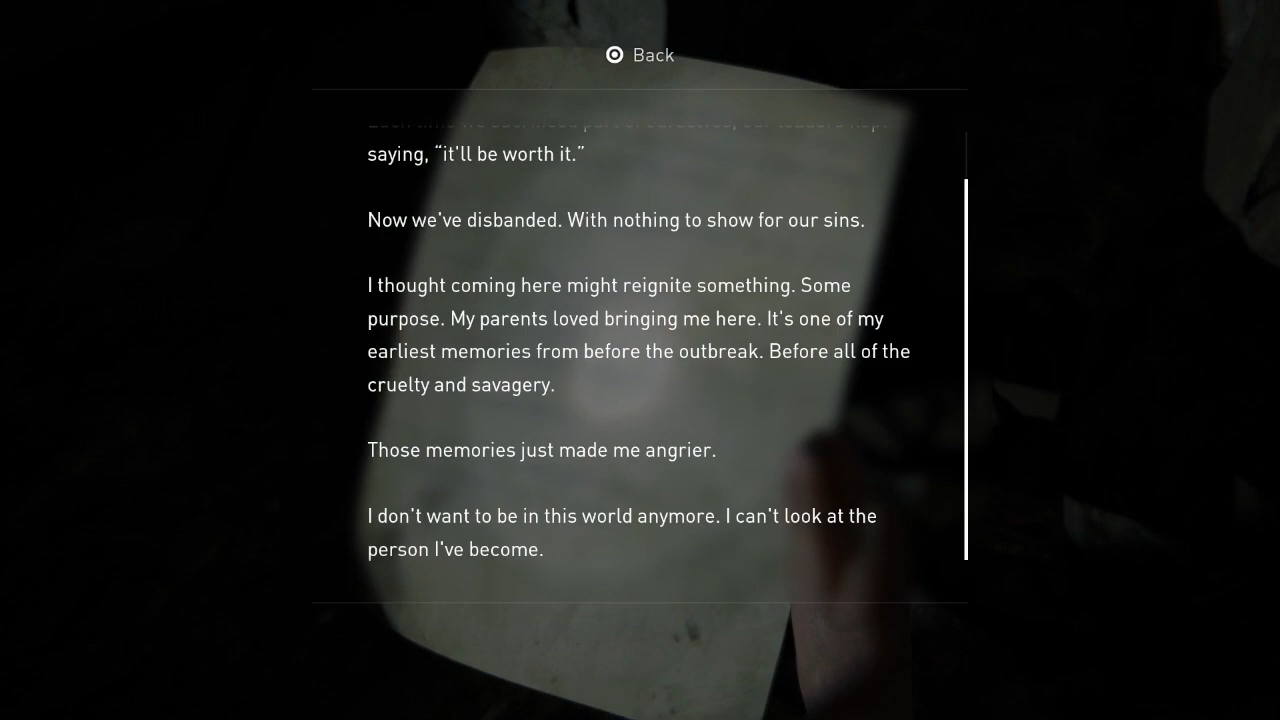 Back
saying, “it'll be worth it.”
Now we've disbanded. With nothing to show for our sins.
I thought coming here might reignite something. Some
purpose. My parents loved bringing me here. It's one of my
earliest memories from before the outbreak. Before all of the
cruelty and savagery.
Those memories just made me angrier.
I don't want to be in this world anymore. I can't look at the
person I've become.